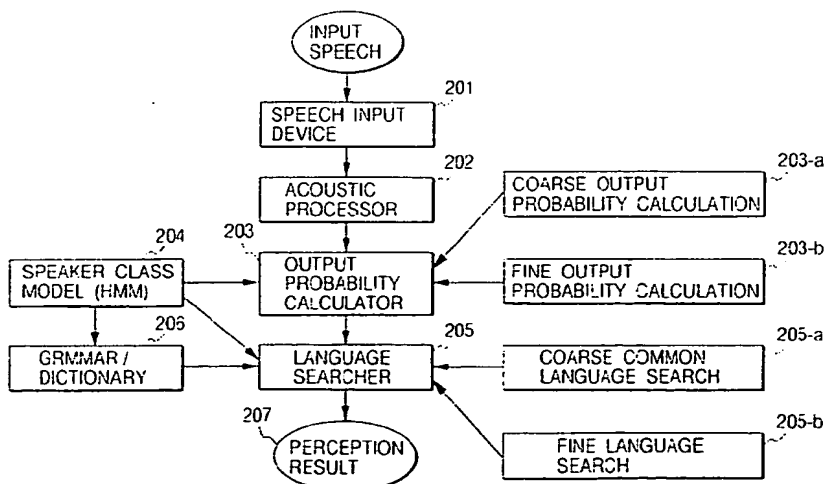 INPUT
SPEECH
201
SPEECH INPUT
DEVICE
202
ACOUSTIC
PROCESSOR
203-a
COARSE OUTPUT
PROBABILITY CALCULATION
204
SPEAKER CLASS
MODEL (HMM)
203
OUTPUT
PROBABILITY
CALCULATOR
203-b
FINE OUTPUT
PROBABILITY CALCULATION
206
GRMMAR /
DICTIONARY
205
LANGUAGE
SEARCHER
205-a
COARSE COMMON
LANGUAGE SEARCH
207
PERCEPTION
RESULT
205-b
FINE LANGUAGE
SEARCH